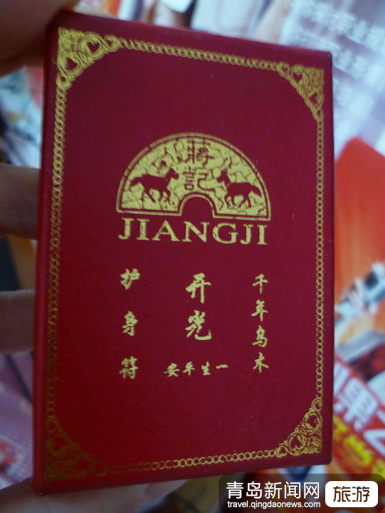 蒋記
JIANGJI
千年乌木
开光
一生平安
护身符
青岛新闻网
travel.qingdaonews.com
旅游